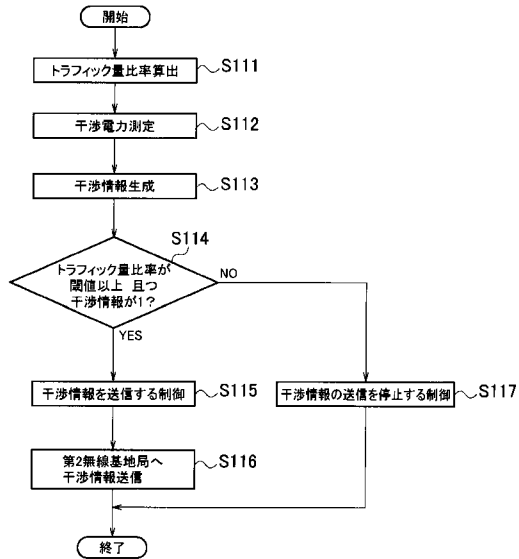 開始
トラフィック量比率算出
S111
干渉電力測定
S112
干渉情報生成
S113
S114
トラフィック量比率が
閾値以上 且つ
干渉情報が1?
NO
YES
干渉情報を送信する制御
S115
干渉情報の送信を停止する制御
S117
第2無線基地局へ
干渉情報送信
S116
終了